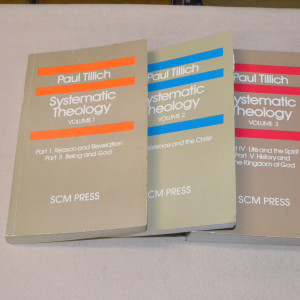 Paul Tillich
Systematic
Theology
VOLUME 1
Part I Reason and Revelation
Part II Being and God
SCM PRESS
Paul Tillich
Systematic
Theology
VOLUME 2
Existence and the Christ
SCM PRESS
Paul Tillich
Systematic
Theology
VOLUME 3
IV Life and the Spirit
Part V History and
the Kingdom of God
SCM PRESS